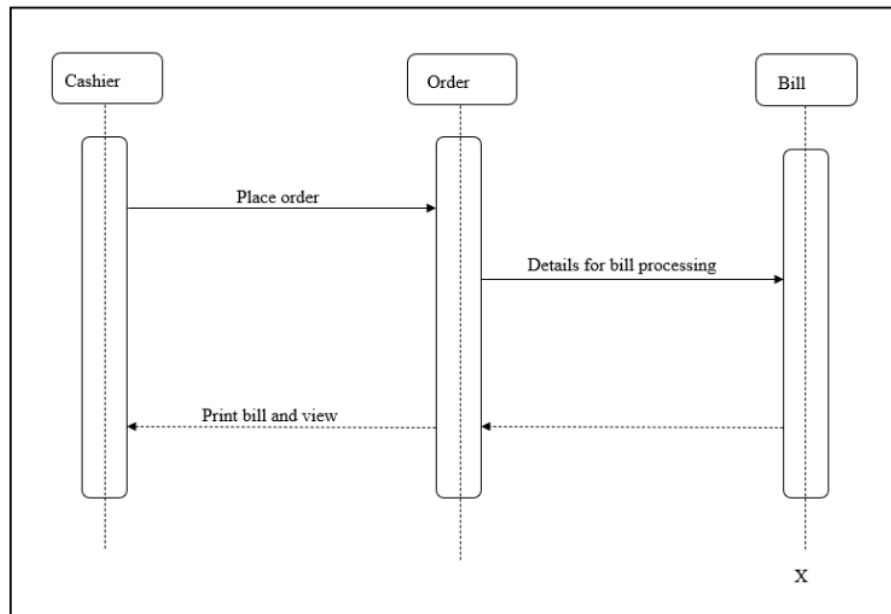 Cashier
Order
Bill
Place order
Details for bill processing
Print bill and view
X